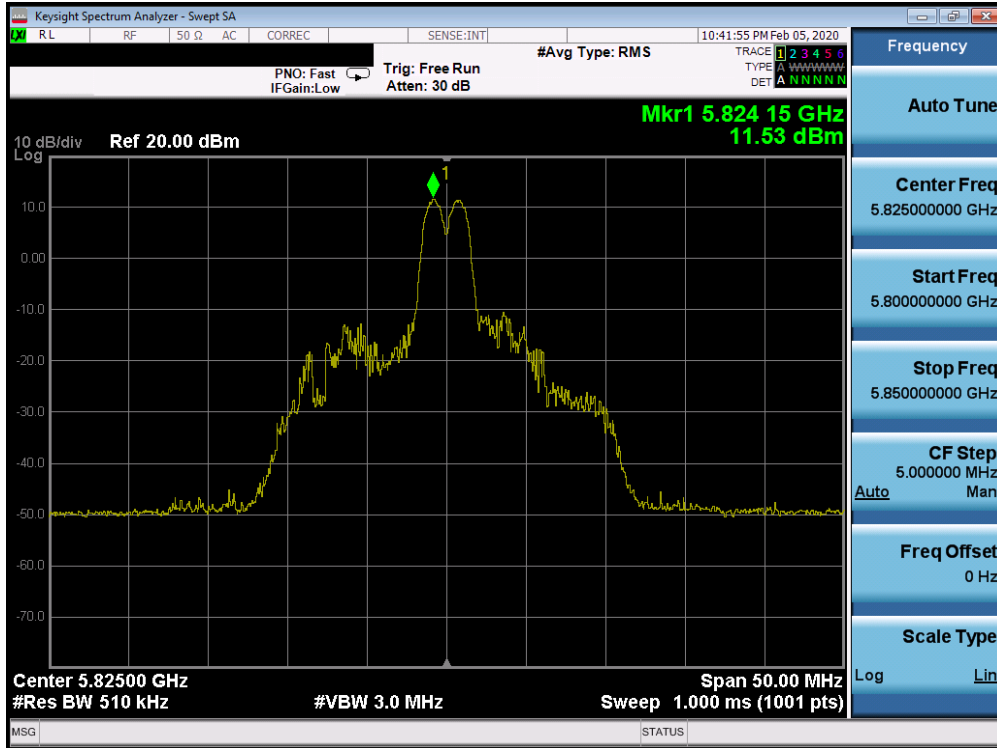 Keysight Spectrum Analyzer - Swept SA
LXI RL RF 50 Ω AC CORREC SENSE:INT 10:41:55 PM Feb 05, 2020
#Avg Type: RMS
TRACE 1 2 3 4 5 6
TYPE A WWWWW
DET A N N N N N
PNO: Fast
IFGain:Low
Trig: Free Run
Atten: 30 dB
Mkr1 5.824 15 GHz
11.53 dBm
10 dB/div
Log
Ref 20.00 dBm
1
10.0
0.00
-10.0
-20.0
-30.0
-40.0
-50.0
-60.0
-70.0
Center 5.82500 GHz
Span 50.00 MHz
#Res BW 510 kHz
#VBW 3.0 MHz
Sweep 1.000 ms (1001 pts)
MSG
STATUS
Frequency
Auto Tune
Center Freq
5.825000000 GHz
Start Freq
5.800000000 GHz
Stop Freq
5.850000000 GHz
CF Step
5.000000 MHz
Auto Man
Freq Offset
0 Hz
Scale Type
Log Lin